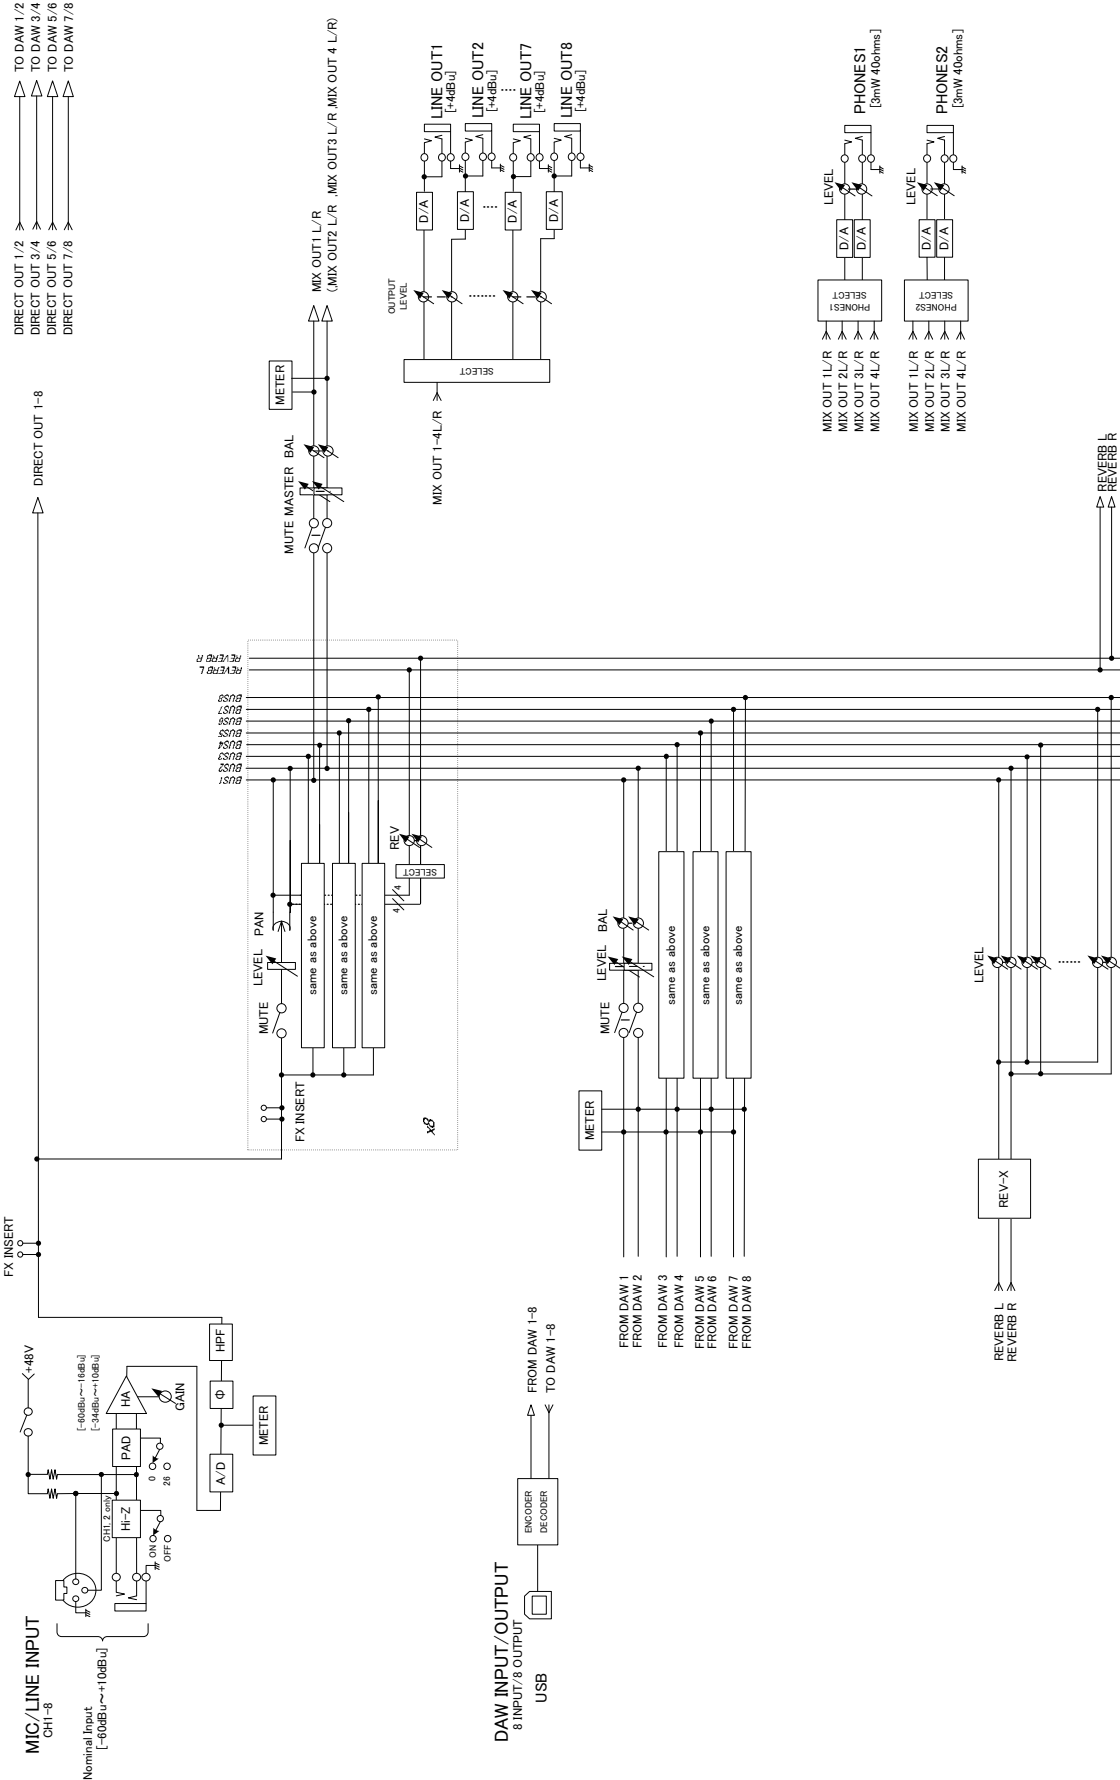 MIC/LINE INPUT
CH1-8
Nominal Input
[-60dBu~+10dBu]
+48V
CH1, 2 only
Hi-Z
ON
OFF
PAD
0
26
[-60dBu~-16dBu]
[-34dBu~+10dBu]
HA
GAIN
A/D
METER
Φ
HPF
FX INSERT
DIRECT OUT 1-8
DIRECT OUT 1/2
DIRECT OUT 3/4
DIRECT OUT 5/6
DIRECT OUT 7/8
TO DAW 1/2
TO DAW 3/4
TO DAW 5/6
TO DAW 7/8
FX INSERT
x8
MUTE
LEVEL
PAN
same as above
same as above
same as above
4
4
SELECT
REV
BUS1
BUS2
BUS3
BUS4
BUS5
BUS6
BUS7
BUS8
REVERB L
REVERB R
MUTE MASTER BAL
METER
MIX OUT1 L/R
(,MIX OUT2 L/R ,MIX OUT3 L/R ,MIX OUT 4 L/R)
MIX OUT 1-4L/R
SELECT
OUTPUT
LEVEL
D/A
D/A
D/A
D/A
LINE OUT1
[+4dBu]
LINE OUT2
[+4dBu]
LINE OUT7
[+4dBu]
LINE OUT8
[+4dBu]
DAW INPUT/OUTPUT
8 INPUT/8 OUTPUT
USB
ENCODER
DECODER
FROM DAW 1-8
TO DAW 1-8
FROM DAW 1
FROM DAW 2
FROM DAW 3
FROM DAW 4
FROM DAW 5
FROM DAW 6
FROM DAW 7
FROM DAW 8
METER
MUTE
LEVEL
BAL
same as above
same as above
same as above
MIX OUT 1L/R
MIX OUT 2L/R
MIX OUT 3L/R
MIX OUT 4L/R
PHONES1
SELECT
D/A
D/A
LEVEL
PHONES1
[3mW 40ohms]
MIX OUT 1L/R
MIX OUT 2L/R
MIX OUT 3L/R
MIX OUT 4L/R
PHONES2
SELECT
D/A
D/A
LEVEL
PHONES2
[3mW 40ohms]
REVERB L
REVERB R
REV-X
LEVEL
REVERB L
REVERB R